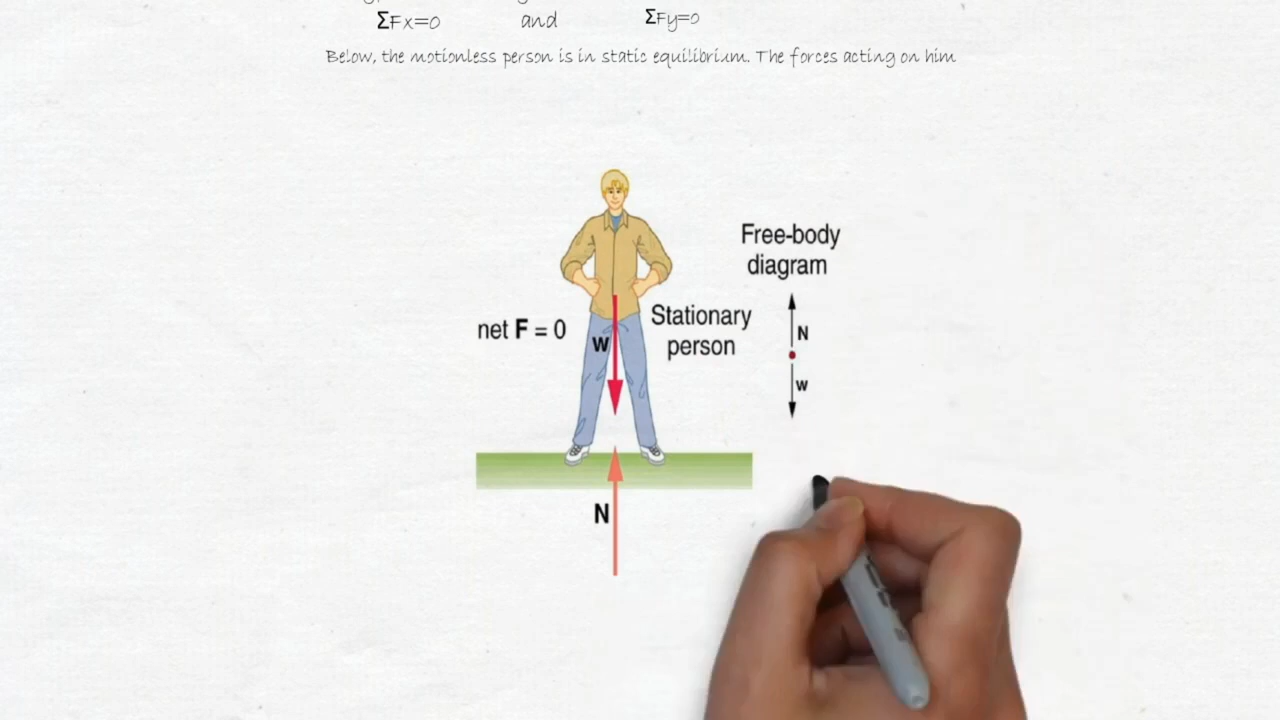 ΣFx=0 and ΣFy=0
Below, the motionless person is in static equilibrium. The forces acting on him
Free-body
diagram
net F = 0
Stationary
person
w
N
w
N